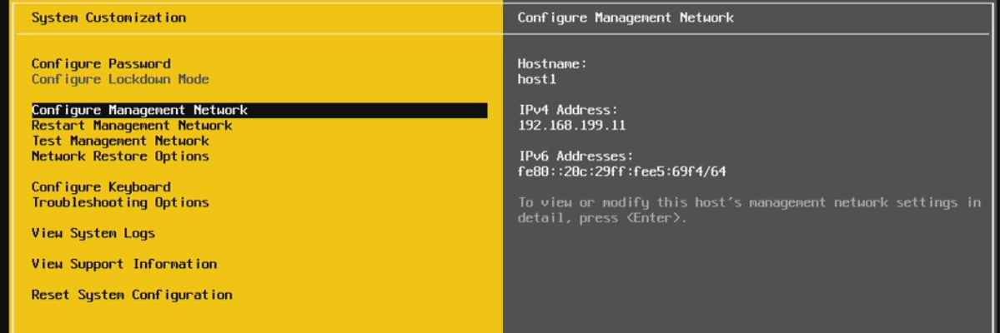 System Customization
Configure Password
Configure Lockdown Mode
Configure Management Network
Restart Management Network
Test Management Network
Network Restore Options
Configure Keyboard
Troubleshooting Options
View System Logs
View Support Information
Reset System Configuration
Configure Management Network
Hostname:
host1
IPv4 Address:
192.168.199.11
IPv6 Addresses:
fe80::20c:29ff:fee5:69f4/64
To view or modify this host's management network settings in
detail, press <Enter>.